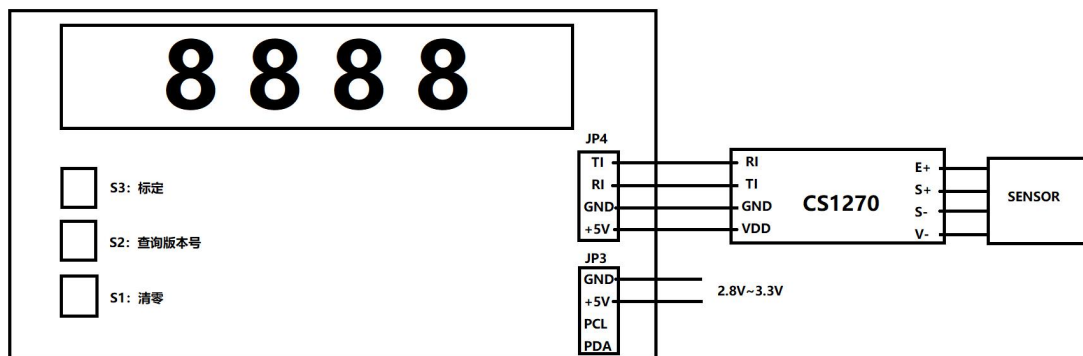 8888
JP4
TI
RI
GND
+5V
RI
TI
GND
VDD
CS1270
E+
S+
S-
V-
SENSOR
S3：标定
S2：查询版本号
S1：清零
JP3
GND
+5V
PCL
PDA
2.8V~3.3V